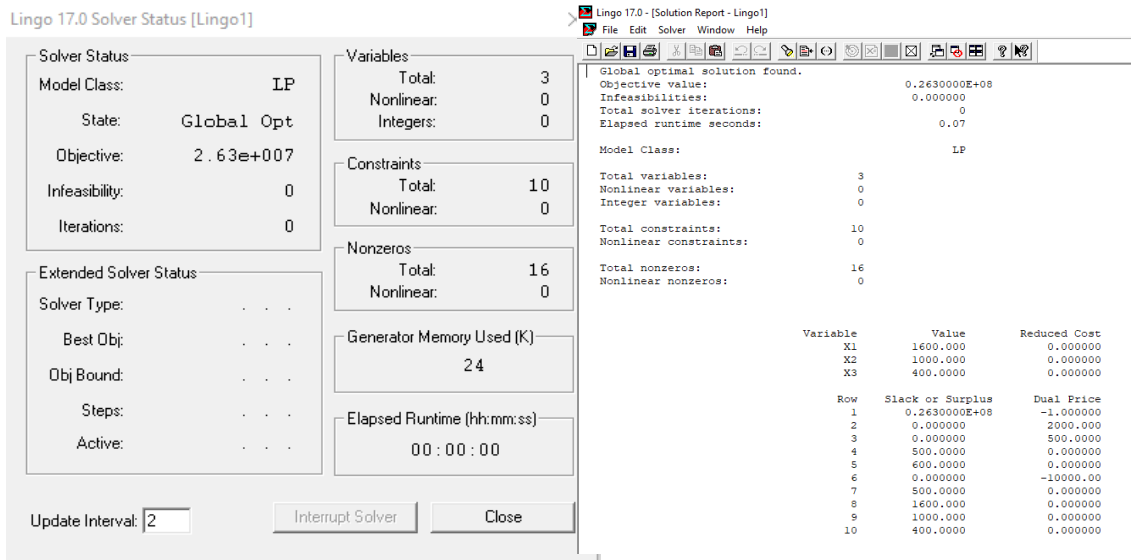 Lingo 17.0 Solver Status [Lingo1]
Solver Status
Model Class: LP
State: Global Opt
Objective: 2.63e+007
Infeasibility: 0
Iterations: 0
Extended Solver Status
Solver Type: . . .
Best Obj: . . .
Obj Bound: . . .
Steps: . . .
Active: . . .
Variables
Total: 3
Nonlinear: 0
Integers: 0
Constraints
Total: 10
Nonlinear: 0
Nonzeros
Total: 16
Nonlinear: 0
Generator Memory Used (K)
24
Elapsed Runtime (hh:mm:ss)
00:00:00
Update Interval: 2
Interrupt Solver
Close
Lingo 17.0 - [Solution Report - Lingo1]
File Edit Solver Window Help
Global optimal solution found.
Objective value: 0.2630000E+08
Infeasibilities: 0.000000
Total solver iterations: 0
Elapsed runtime seconds: 0.07
Model Class: LP
Total variables: 3
Nonlinear variables: 0
Integer variables: 0
Total constraints: 10
Nonlinear constraints: 0
Total nonzeros: 16
Nonlinear nonzeros: 0
Variable Value Reduced Cost
X1 1600.000 0.000000
X2 1000.000 0.000000
X3 400.0000 0.000000
Row Slack or Surplus Dual Price
1 0.2630000E+08 -1.000000
2 0.000000 2000.000
3 0.000000 500.0000
4 500.0000 0.000000
5 600.0000 0.000000
6 0.000000 -10000.00
7 500.0000 0.000000
8 1600.000 0.000000
9 1000.000 0.000000
10 400.0000 0.000000